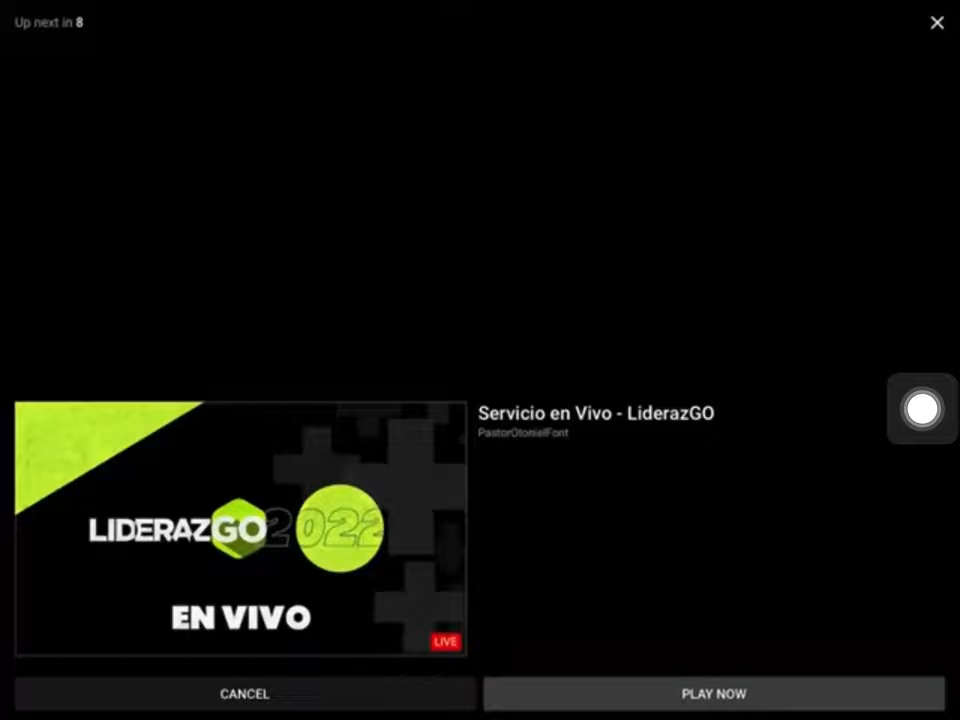 Up next in 8
Servicio en Vivo - LiderazGO
PastorOtonielFont
LIDERAZGO 2022
EN VIVO
LIVE
CANCEL
PLAY NOW